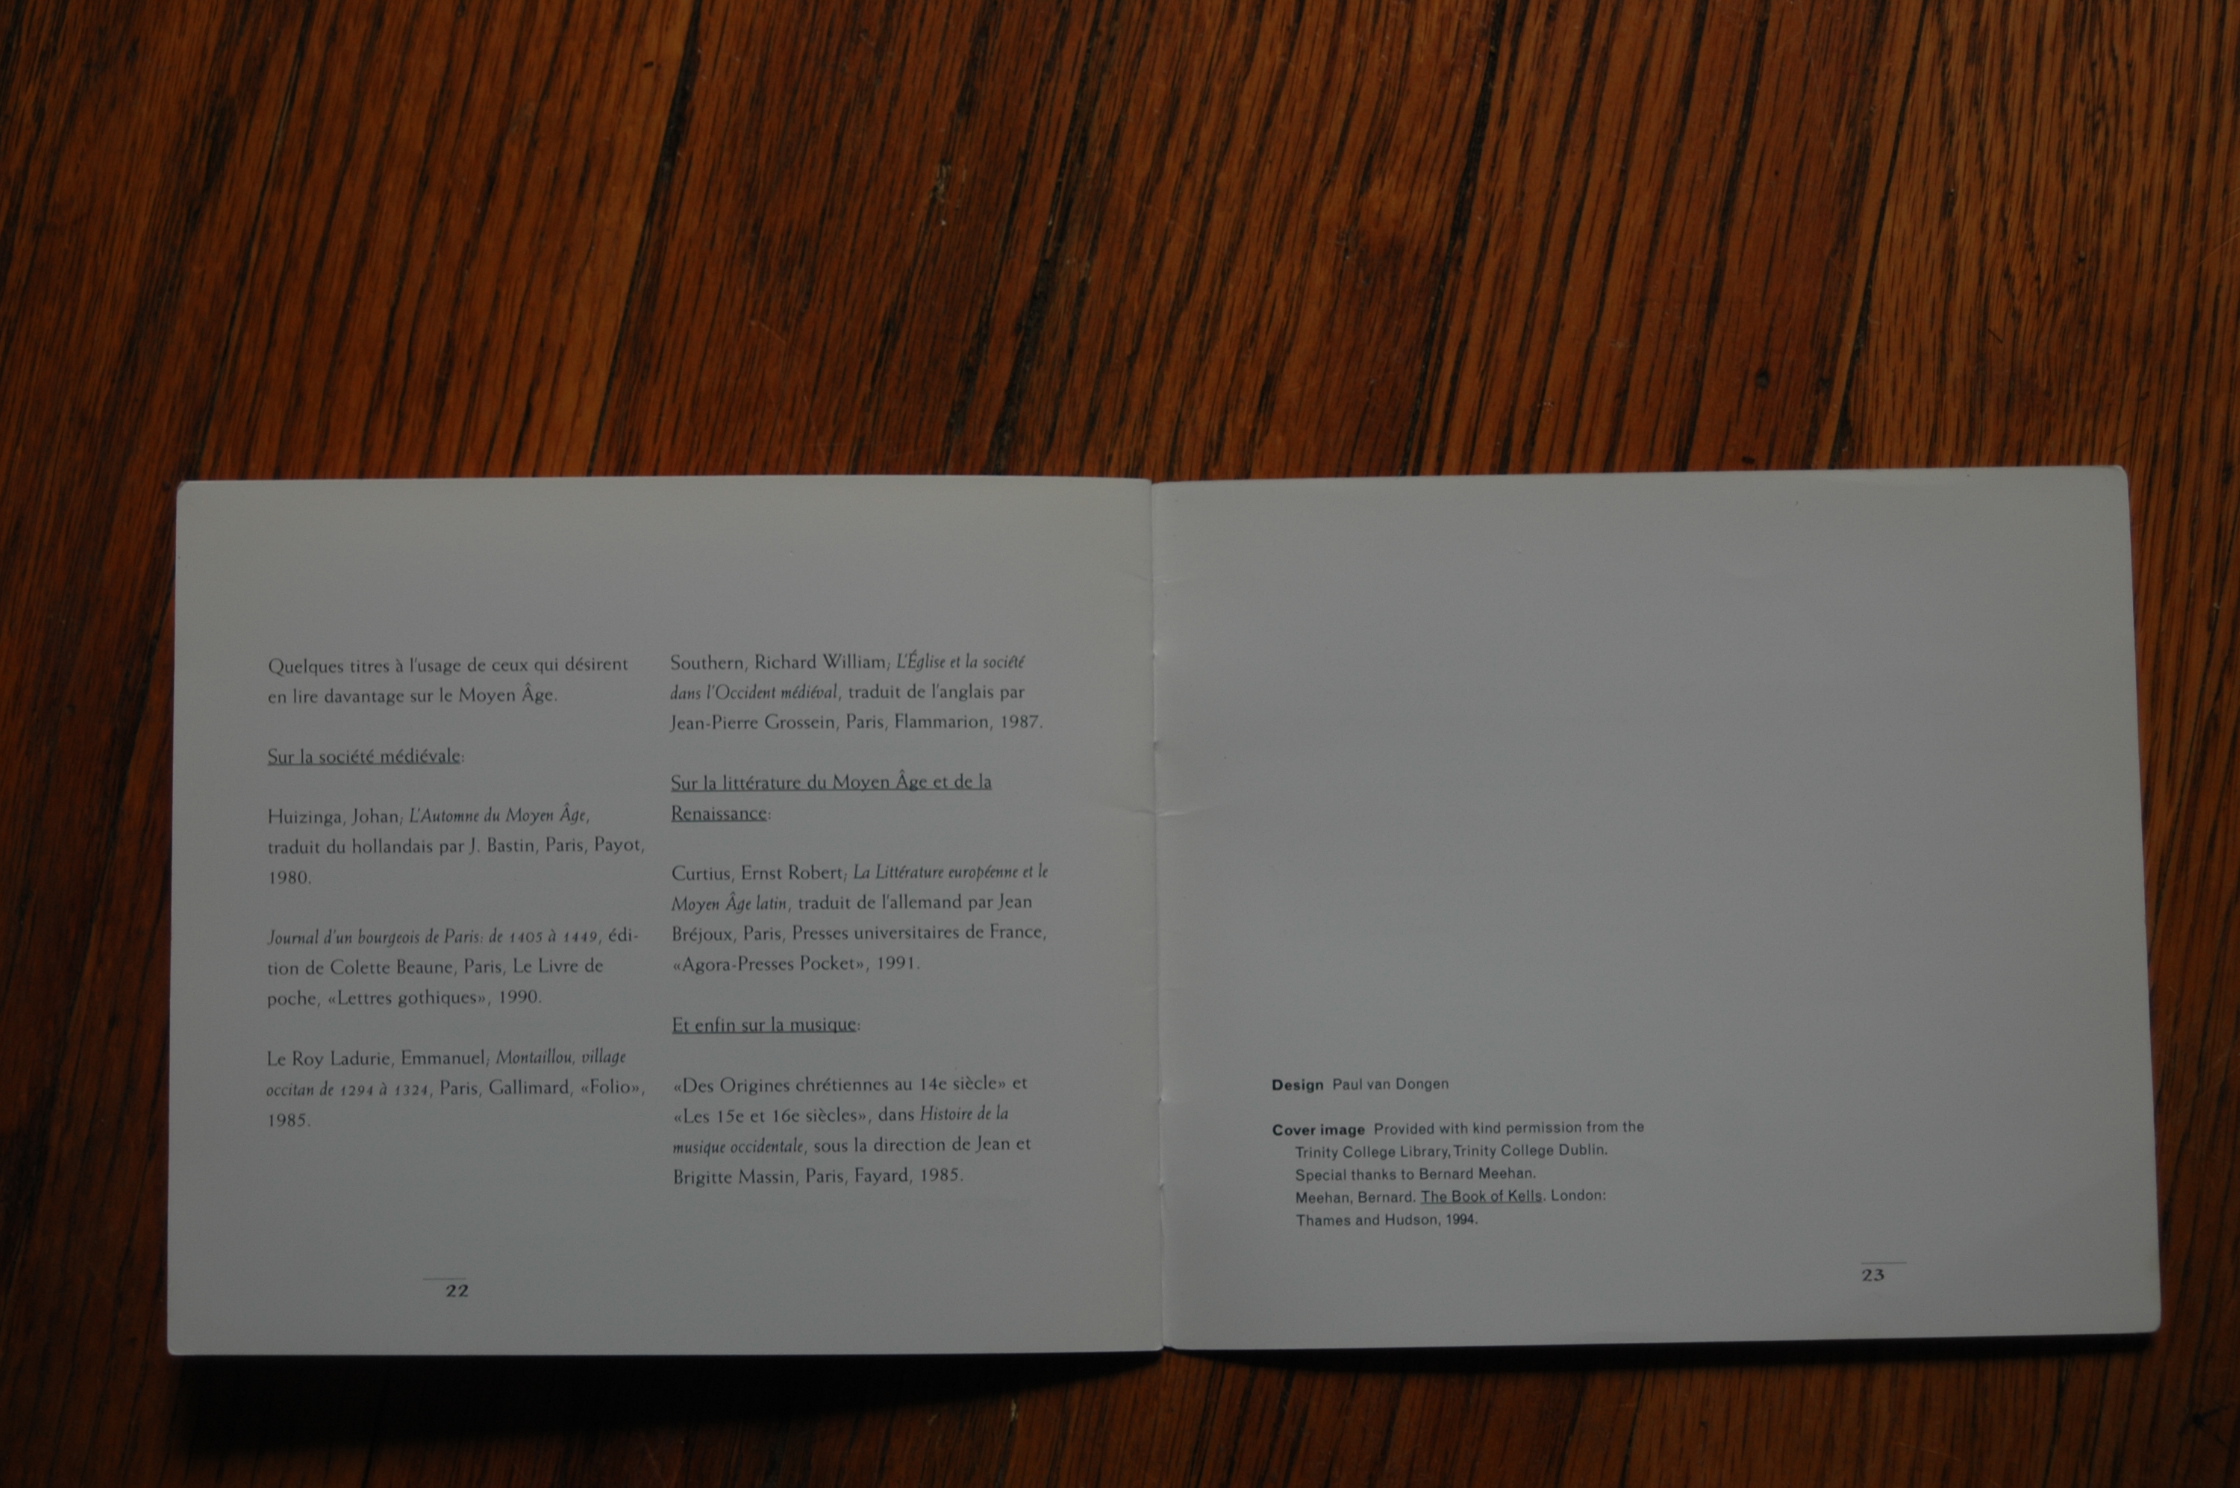 Quelques titres à l'usage de ceux qui désirent
en lire davantage sur le Moyen Âge.
Sur la société médiévale:
Huizinga, Johan; L'Automne du Moyen Âge,
traduit du hollandais par J. Bastin, Paris, Payot,
1980.
Journal d'un bourgeois de Paris: de 1405 à 1449, édi-
tion de Colette Beaune, Paris, Le Livre de
poche, «Lettres gothiques», 1990.
Le Roy Ladurie, Emmanuel; Montaillou, village
occitan de 1294 à 1324, Paris, Gallimard, «Folio»,
1985.
Southern, Richard William; L'Église et la société
dans l'Occident médiéval, traduit de l'anglais par
Jean-Pierre Grossein, Paris, Flammarion, 1987.
Sur la littérature du Moyen Âge et de la
Renaissance:
Curtius, Ernst Robert; La Littérature européenne et le
Moyen Âge latin, traduit de l'allemand par Jean
Bréjoux, Paris, Presses universitaires de France,
«Agora-Presses Pocket», 1991.
Et enfin sur la musique:
«Des Origines chrétiennes au 14e siècle» et
«Les 15e et 16e siècles», dans Histoire de la
musique occidentale, sous la direction de Jean et
Brigitte Massin, Paris, Fayard, 1985.
22
Design Paul van Dongen
Cover image Provided with kind permission from the
Trinity College Library, Trinity College Dublin.
Special thanks to Bernard Meehan.
Meehan, Bernard. The Book of Kells. London:
Thames and Hudson, 1994.
23